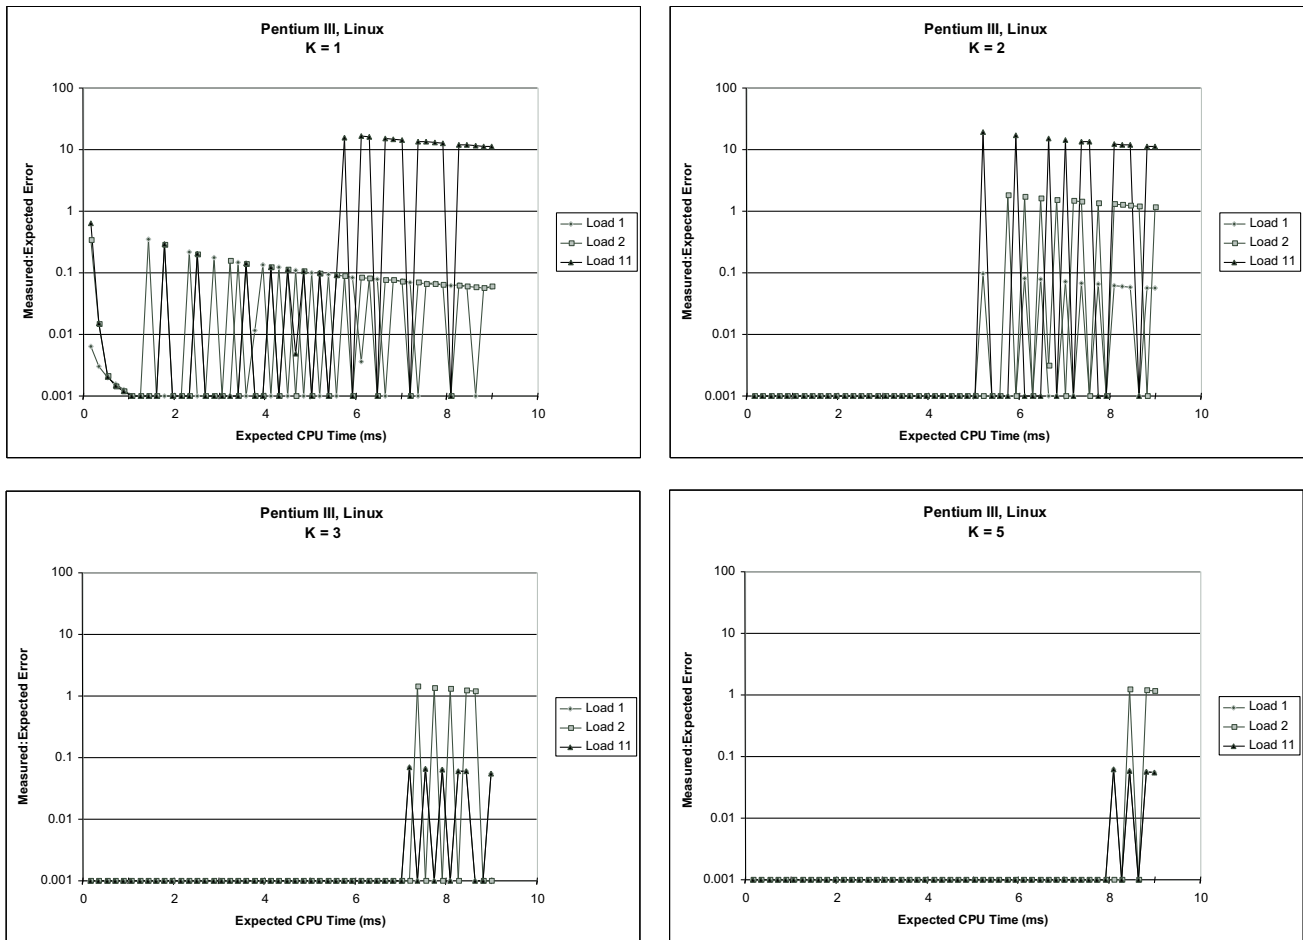 Pentium III, Linux
K = 1
100
10
1
0.1
0.01
0.001
0
2
4
6
8
10
Measured:Expected Error
Expected CPU Time (ms)
Load 1
Load 2
Load 11
Pentium III, Linux
K = 2
100
10
1
0.1
0.01
0.001
0
2
4
6
8
10
Measured:Expected Error
Expected CPU Time (ms)
Load 1
Load 2
Load 11
Pentium III, Linux
K = 3
100
10
1
0.1
0.01
0.001
0
2
4
6
8
10
Measured:Expected Error
Expected CPU Time (ms)
Load 1
Load 2
Load 11
Pentium III, Linux
K = 5
100
10
1
0.1
0.01
0.001
0
2
4
6
8
10
Measured:Expected Error
Expected CPU Time (ms)
Load 1
Load 2
Load 11